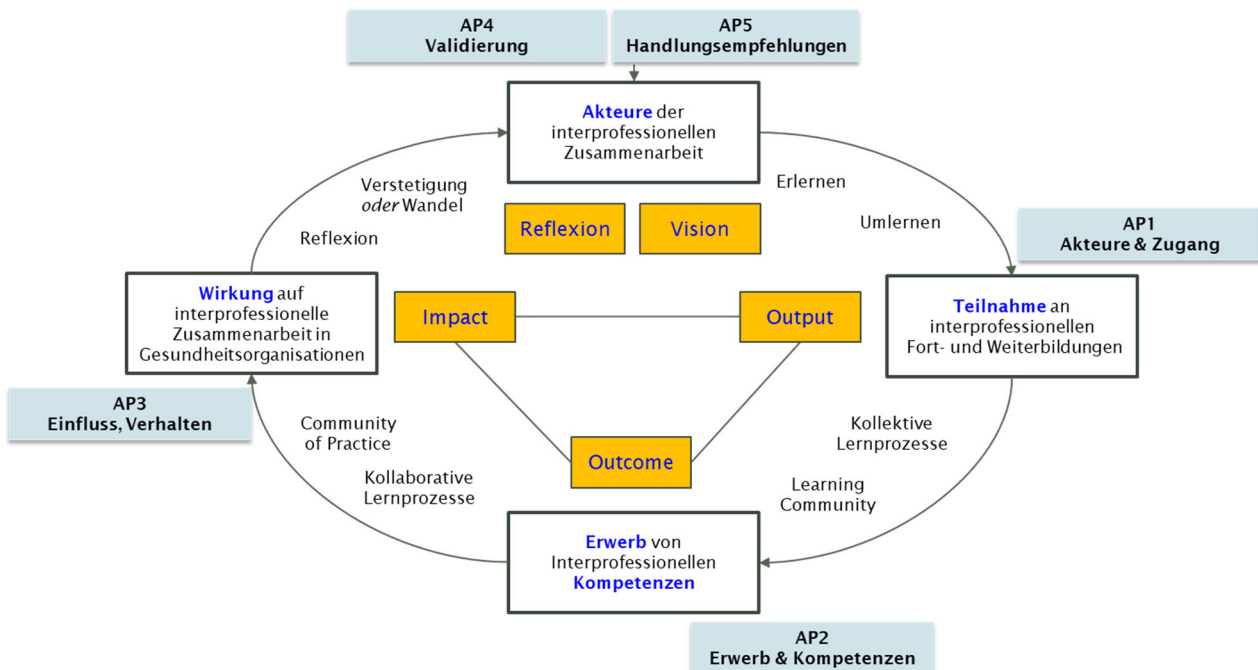 AP4
Validierung
AP5
Handlungsempfehlungen
Akteure der
interprofessionellen
Zusammenarbeit
Erlernen
Umlernen
AP1
Akteure & Zugang
Teilnahme an
interprofessionellen
Fort- und Weiterbildungen
Kollektive
Lernprozesse
Learning
Community
Erwerb von
Interprofessionellen
Kompetenzen
AP2
Erwerb & Kompetenzen
Kollaborative
Lernprozesse
Community
of Practice
AP3
Einfluss, Verhalten
Wirkung auf
interprofessionelle
Zusammenarbeit in
Gesundheitsorganisationen
Reflexion
Verstetigung
oder Wandel
Reflexion
Vision
Impact
Output
Outcome